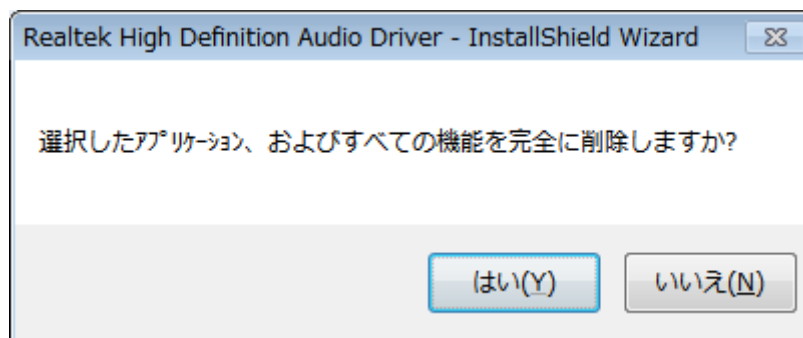 Realtek High Definition Audio Driver - InstallShield Wizard
選択したｱﾌﾟﾘｹｰｼｮﾝ、およびすべての機能を完全に削除しますか?
はい(Y) いいえ(N)